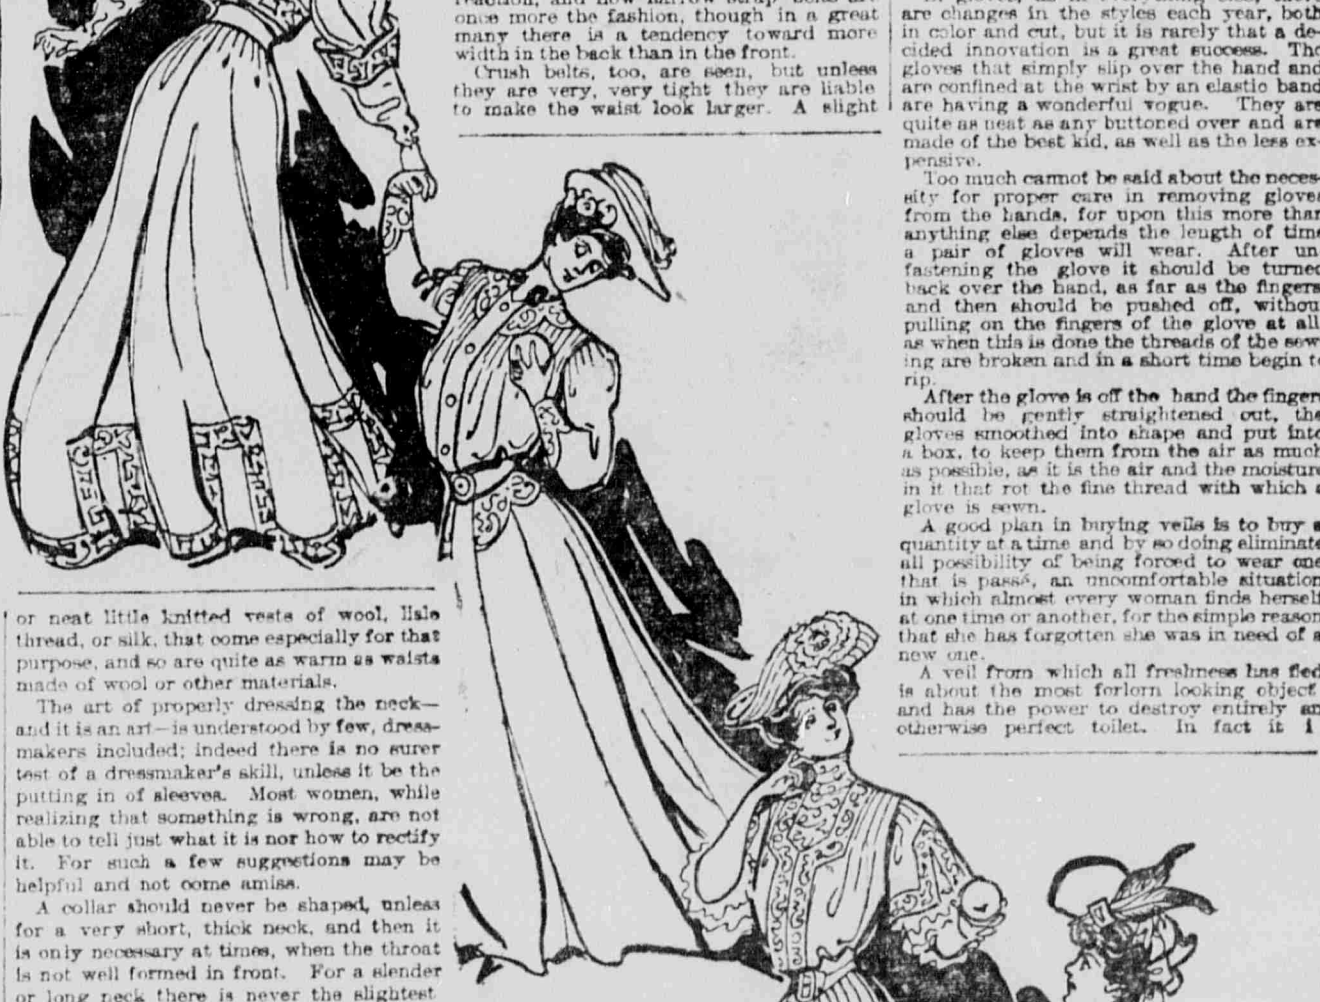 once more the fashion, though in a great
many there is a tendency toward more
width in the back than in the front.
Crush belts, too, are seen, but unless
they are very, very tight they are liable
to make the waist look larger. A slight
or neat little knitted vests of wool, lisle
thread, or silk, that come especially for that
purpose, and so are quite as warm as waists
made of wool or other materials.
The art of properly dressing the neck—
and it is an art—is understood by few, dress-
makers included; indeed there is no surer
test of a dressmaker's skill, unless it be the
putting in of sleeves. Most women, while
realizing that something is wrong, are not
able to tell just what it is nor how to rectify
it. For such a few suggestions may be
helpful and not come amiss.
A collar should never be shaped, unless
for a very short, thick neck, and then it
is only necessary at times, when the throat
is not well formed in front. For a slender
or long neck there is never the slightest
are changes in the styles each year, both
in color and cut, but it is rarely that a de-
cided innovation is a great success. The
gloves that simply slip over the hand and
are confined at the wrist by an elastic band
are having a wonderful vogue. They are
quite as neat as any buttoned over and are
made of the best kid, as well as the less ex-
pensive.
Too much cannot be said about the neces-
sity for proper care in removing gloves
from the hands, for upon this more than
anything else depends the length of time
a pair of gloves will wear. After un-
fastening the glove it should be turned
back over the hand, as far as the fingers
and then should be pushed off, without
pulling on the fingers of the glove at all
as when this is done the threads of the sew-
ing are broken and in a short time begin to
rip.
After the glove is off the hand the fingers
should be gently straightened out, the
gloves smoothed into shape and put into
a box, to keep them from the air as much
as possible, as it is the air and the moisture
in it that rot the fine thread with which a
glove is sewn.
A good plan in buying veils is to buy a
quantity at a time and by so doing eliminate
all possibility of being forced to wear one
that is passé, an uncomfortable situation
in which almost every woman finds herself
at one time or another, for the simple reason
that she has forgotten she was in need of a
new one.
A veil from which all freshness has fled
is about the most forlorn looking object
and has the power to destroy entirely an
otherwise perfect toilet. In fact it